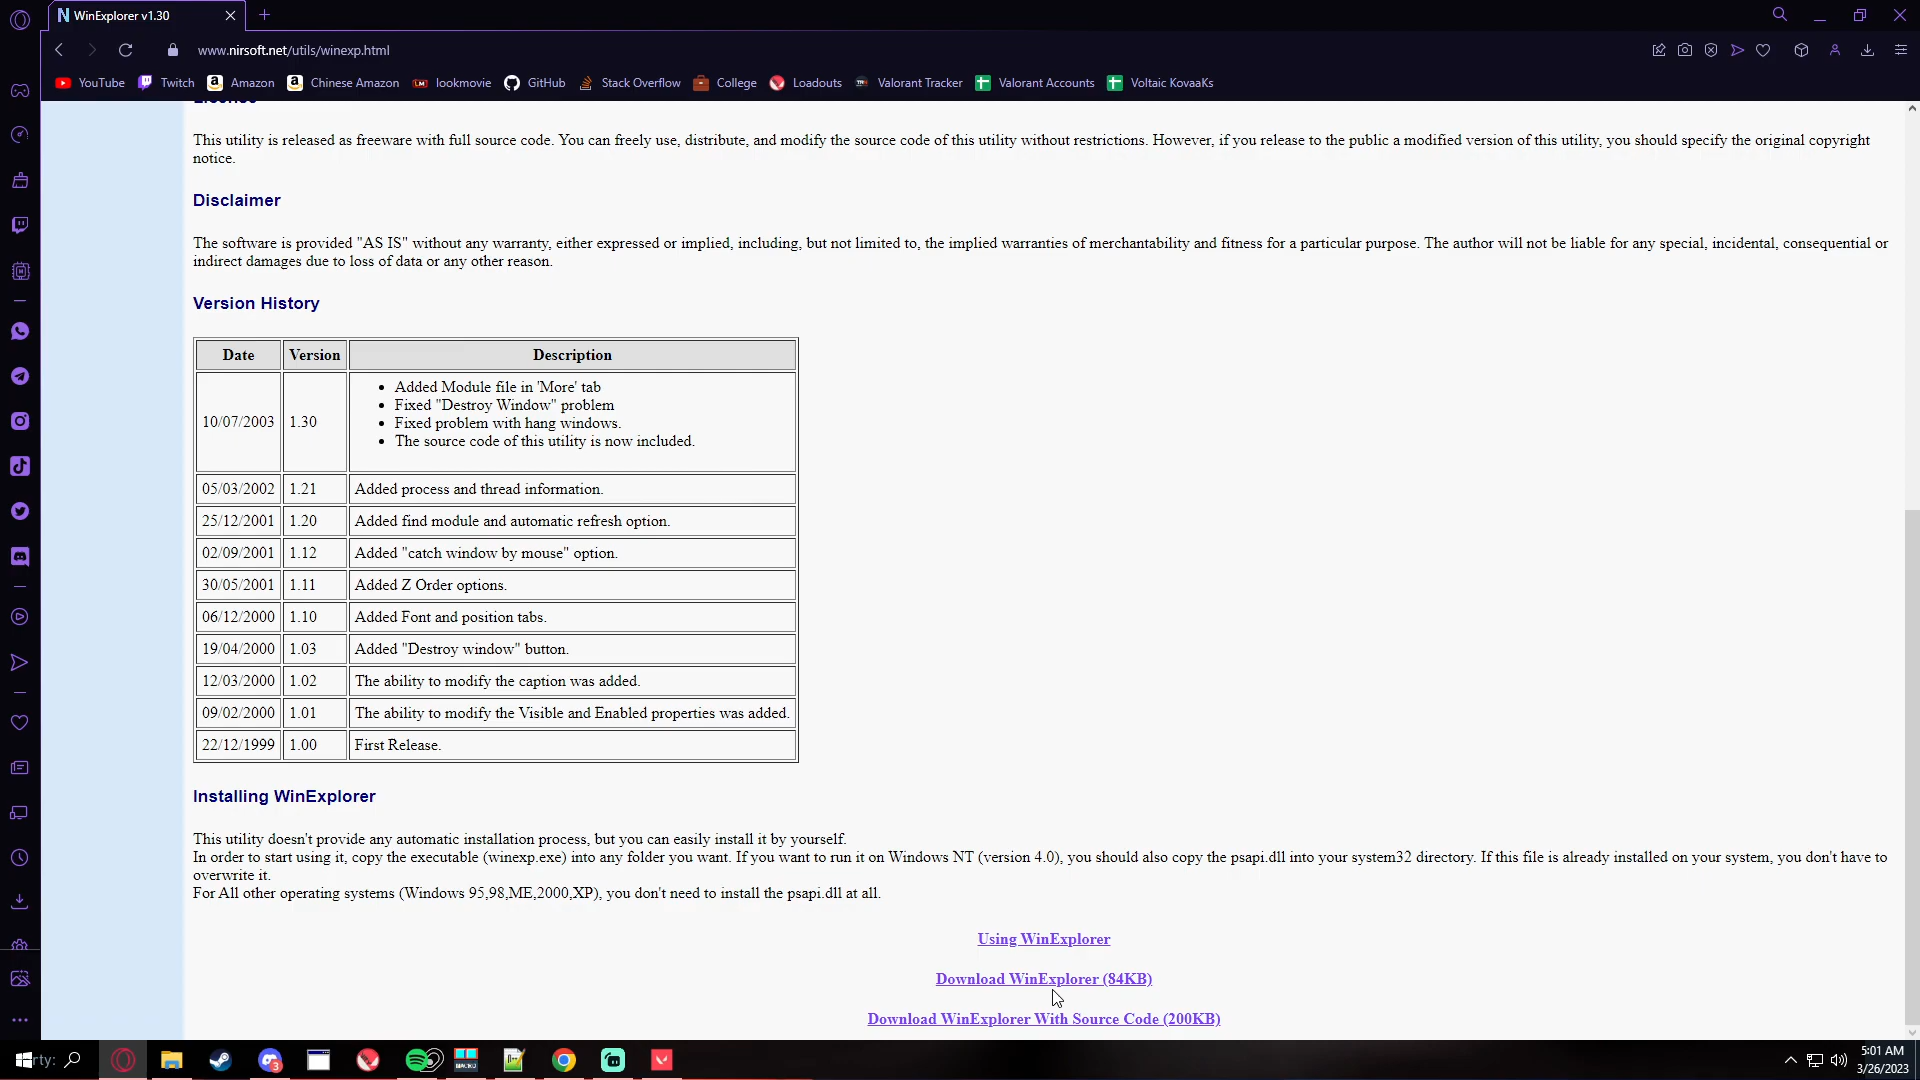 WinExplorer v1.30
www.nirsoft.net/utils/winexp.html
YouTube Twitch Amazon Chinese Amazon lookmovie GitHub Stack Overflow College Loadouts Valorant Tracker Valorant Accounts Voltaic KovaaKs
License
This utility is released as freeware with full source code. You can freely use, distribute, and modify the source code of this utility without restrictions. However, if you release to the public a modified version of this utility, you should specify the original copyright
notice.
Disclaimer
The software is provided "AS IS" without any warranty, either expressed or implied, including, but not limited to, the implied warranties of merchantability and fitness for a particular purpose. The author will not be liable for any special, incidental, consequential or
indirect damages due to loss of data or any other reason.
Version History
Date Version Description
• Added Module file in 'More' tab
• Fixed "Destroy Window" problem
10/07/2003 1.30
• Fixed problem with hang windows.
• The source code of this utility is now included.
05/03/2002 1.21 Added process and thread information.
25/12/2001 1.20 Added find module and automatic refresh option.
02/09/2001 1.12 Added "catch window by mouse" option.
30/05/2001 1.11 Added Z Order options.
06/12/2000 1.10 Added Font and position tabs.
19/04/2000 1.03 Added "Destroy window" button.
12/03/2000 1.02 The ability to modify the caption was added.
09/02/2000 1.01 The ability to modify the Visible and Enabled properties was added.
22/12/1999 1.00 First Release.
Installing WinExplorer
This utility doesn't provide any automatic installation process, but you can easily install it by yourself.
In order to start using it, copy the executable (winexp.exe) into any folder you want. If you want to run it on Windows NT (version 4.0), you should also copy the psapi.dll into your system32 directory. If this file is already installed on your system, you don't have to
overwrite it.
For All other operating systems (Windows 95,98,ME,2000,XP), you don't need to install the psapi.dll at all.
Using WinExplorer
Download WinExplorer (84KB)
Download WinExplorer With Source Code (200KB)
rty:
5:01 AM
3/26/2023